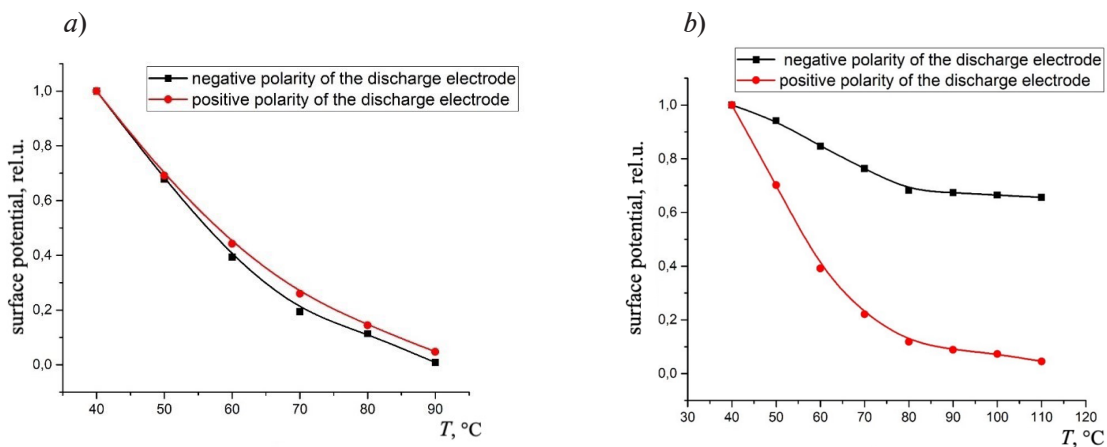 a)
negative polarity of the discharge electrode
positive polarity of the discharge electrode
surface potential, rel.u.
1,0
0,8
0,6
0,4
0,2
0,0
40 50 60 70 80 90
T, °C
b)
negative polarity of the discharge electrode
positive polarity of the discharge electrode
surface potential, rel.u.
1,0
0,8
0,6
0,4
0,2
0,0
30 40 50 60 70 80 90 100 110 120
T, °C